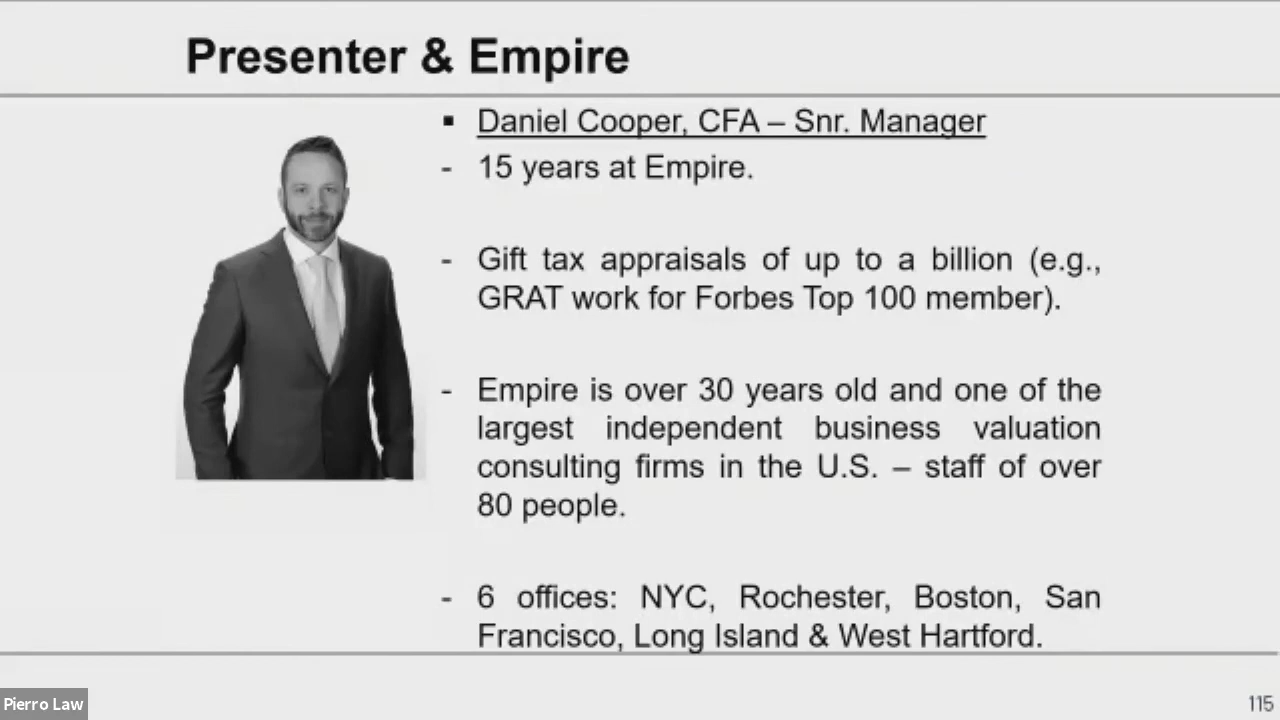 Presenter & Empire
▪ Daniel Cooper, CFA – Snr. Manager
- 15 years at Empire.
- Gift tax appraisals of up to a billion (e.g.,
GRAT work for Forbes Top 100 member).
- Empire is over 30 years old and one of the
largest independent business valuation
consulting firms in the U.S. – staff of over
80 people.
- 6 offices: NYC, Rochester, Boston, San
Francisco, Long Island & West Hartford.
Pierro Law
115